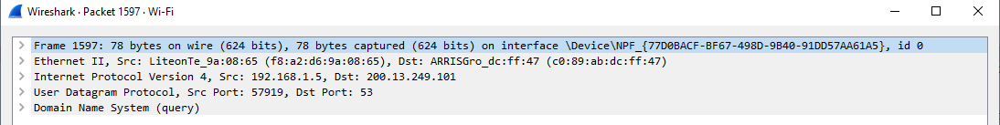 Wireshark · Packet 1597 · Wi-Fi
Frame 1597: 78 bytes on wire (624 bits), 78 bytes captured (624 bits) on interface \Device\NPF_{77D0BACF-BF67-498D-9B40-91DD57AA61A5}, id 0
Ethernet II, Src: LiteonTe_9a:08:65 (f8:a2:d6:9a:08:65), Dst: ARRISGro_dc:ff:47 (c0:89:ab:dc:ff:47)
Internet Protocol Version 4, Src: 192.168.1.5, Dst: 200.13.249.101
User Datagram Protocol, Src Port: 57919, Dst Port: 53
Domain Name System (query)